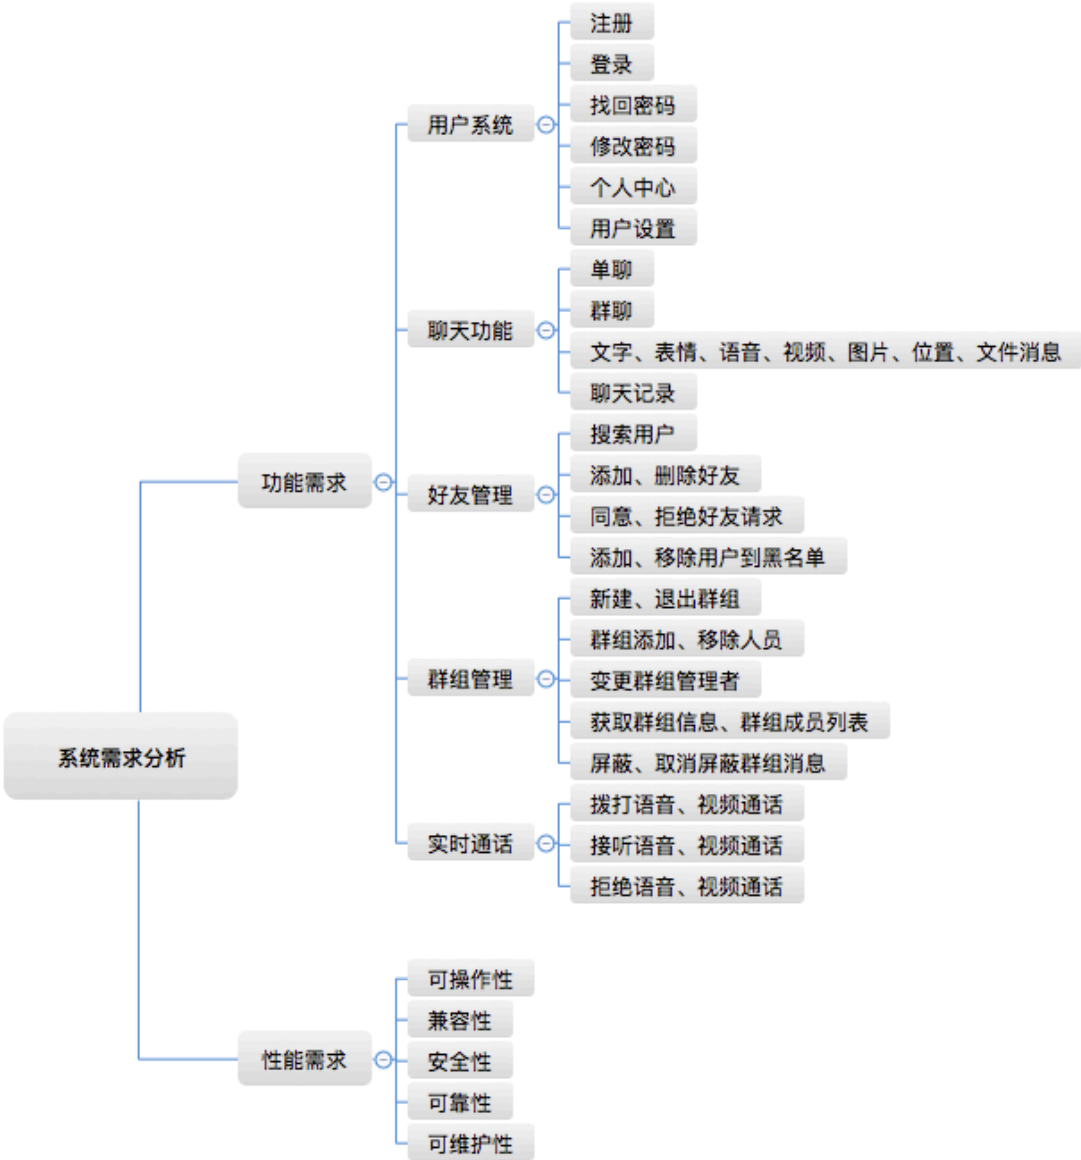 系统需求分析
功能需求
用户系统
注册
登录
找回密码
修改密码
个人中心
用户设置
聊天功能
单聊
群聊
文字、表情、语音、视频、图片、位置、文件消息
聊天记录
好友管理
搜索用户
添加、删除好友
同意、拒绝好友请求
添加、移除用户到黑名单
群组管理
新建、退出群组
群组添加、移除人员
变更群组管理者
获取群组信息、群组成员列表
屏蔽、取消屏蔽群组消息
实时通话
拨打语音、视频通话
接听语音、视频通话
拒绝语音、视频通话
性能需求
可操作性
兼容性
安全性
可靠性
可维护性